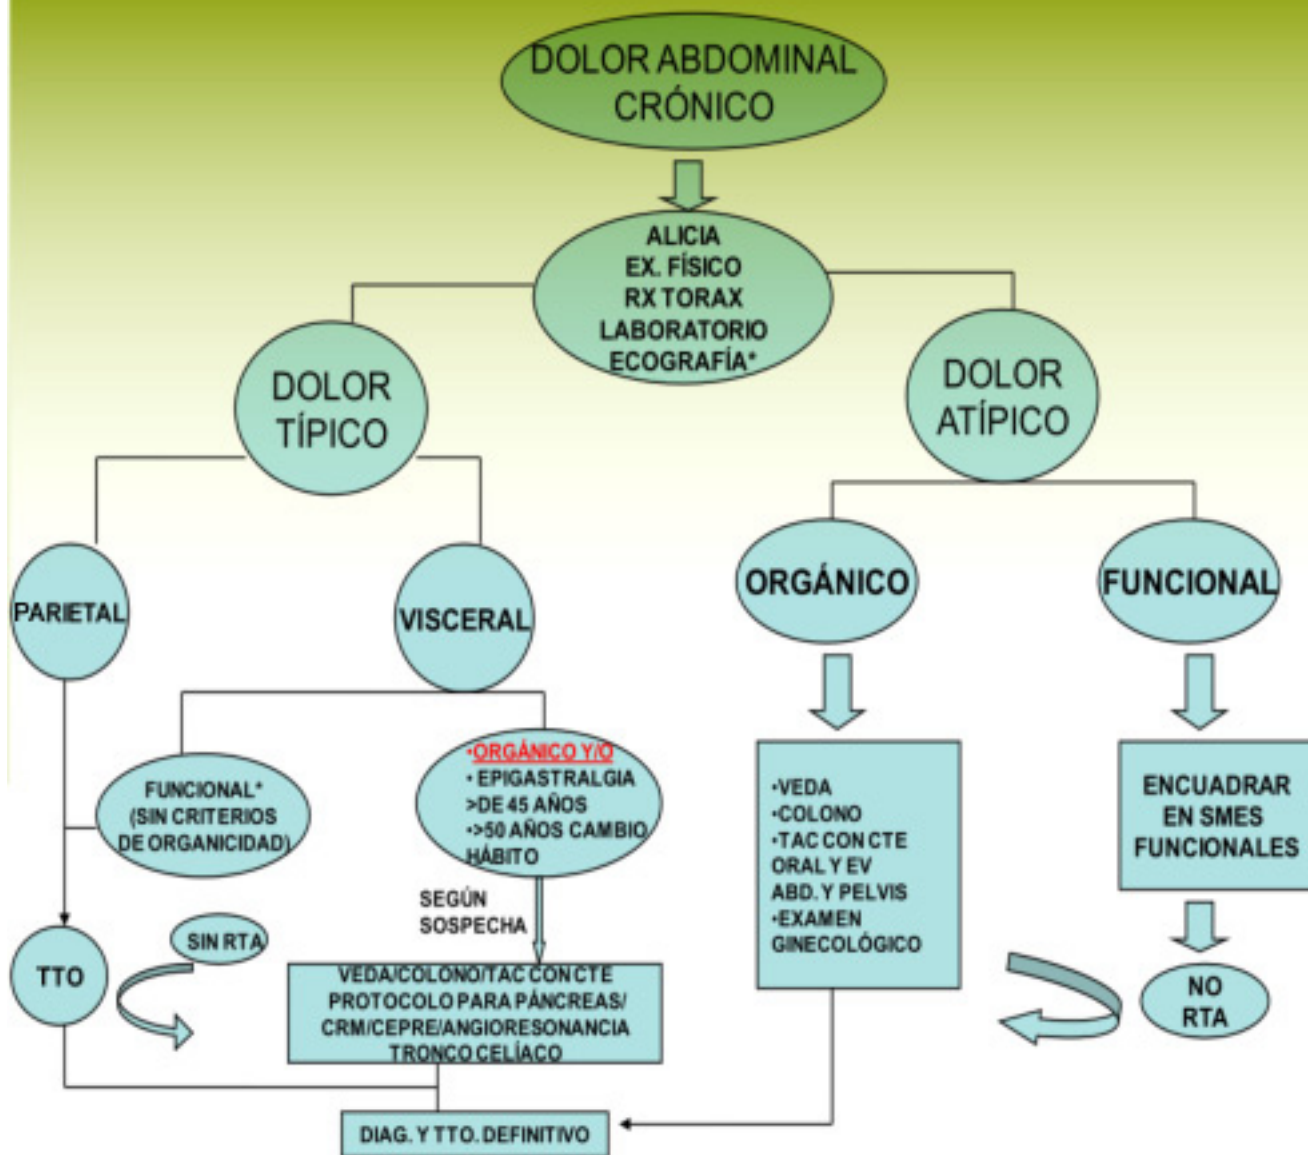 DOLOR ABDOMINAL
CRÓNICO
ALICIA
EX. FÍSICO
RX TORAX
LABORATORIO
ECOGRAFÍA*
DOLOR
TÍPICO
DOLOR
ATÍPICO
PARIETAL
VISCERAL
ORGÁNICO
FUNCIONAL
FUNCIONAL*
(SIN CRITERIOS
DE ORGANICIDAD)
•ORGÁNICO Y/O
• EPIGASTRALGIA
>DE 45 AÑOS
•>50 AÑOS CAMBIO
HÁBITO
•VEDA
•COLONO
•TAC CON CTE
ORAL Y EV
ABD. Y PELVIS
•EXAMEN
GINECOLÓGICO
ENCUADRAR
EN SMES
FUNCIONALES
SEGÚN
SOSPECHA
TTO
SIN RTA
VEDA/COLONO/TAC CON CTE
PROTOCOLO PARA PÁNCREAS/
CRM/CEPRE/ANGIORESONANCIA
TRONCO CELÍACO
NO
RTA
DIAG. Y TTO. DEFINITIVO